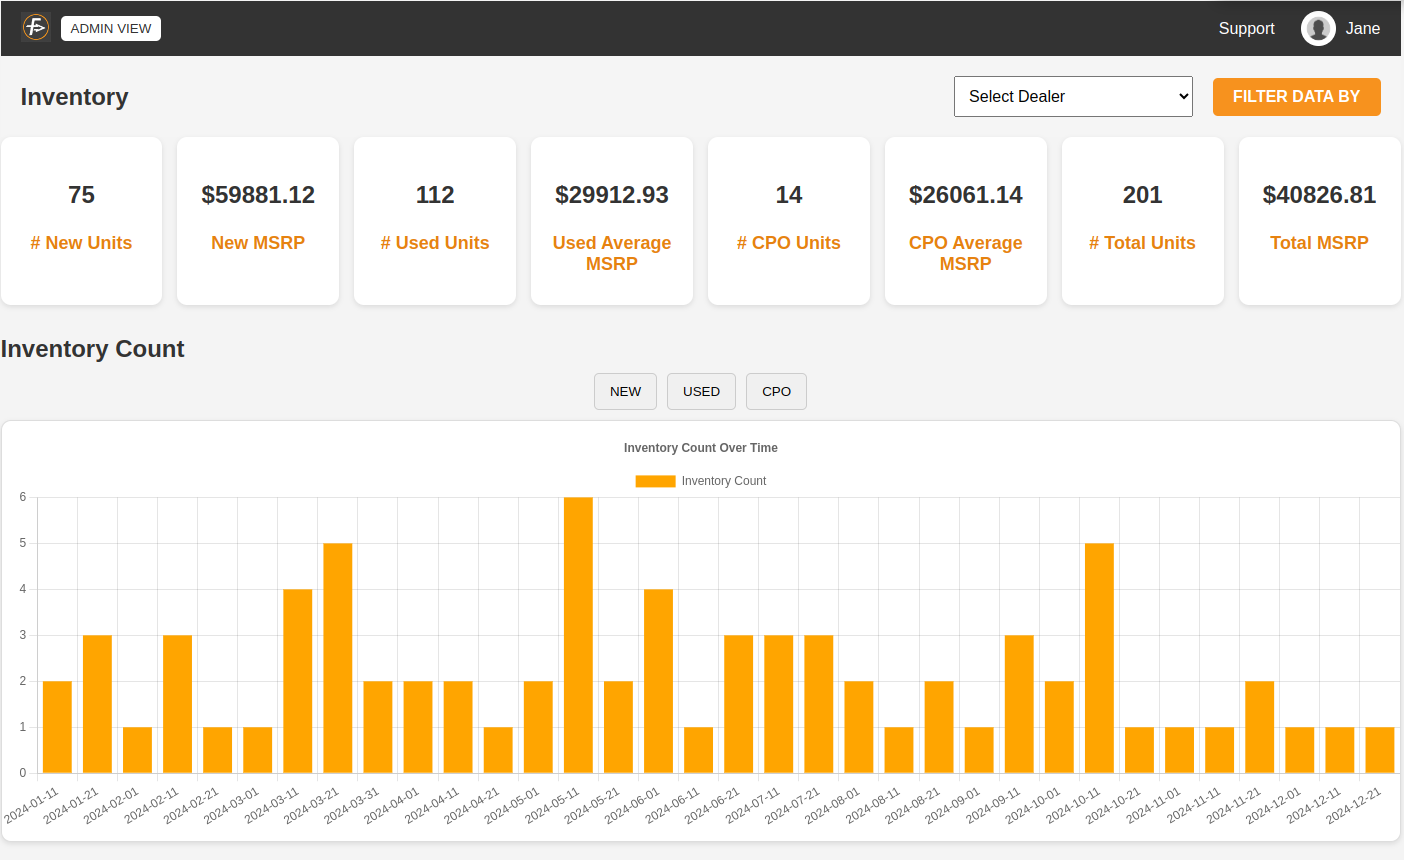 ADMIN VIEW
Support
Jane
Inventory
Select Dealer
FILTER DATA BY
75
# New Units
$59881.12
New MSRP
112
# Used Units
$29912.93
Used Average
MSRP
14
# CPO Units
$26061.14
CPO Average
MSRP
201
# Total Units
$40826.81
Total MSRP
Inventory Count
NEW
USED
CPO
Inventory Count Over Time
Inventory Count
6
5
4
3
2
1
0
2024-01-11
2024-01-21
2024-02-01
2024-02-11
2024-02-21
2024-03-01
2024-03-11
2024-03-21
2024-03-31
2024-04-01
2024-04-11
2024-04-21
2024-05-01
2024-05-11
2024-05-21
2024-06-01
2024-06-11
2024-06-21
2024-07-11
2024-07-21
2024-08-01
2024-08-11
2024-08-21
2024-09-01
2024-09-11
2024-10-01
2024-10-11
2024-10-21
2024-11-01
2024-11-11
2024-11-21
2024-12-01
2024-12-11
2024-12-21